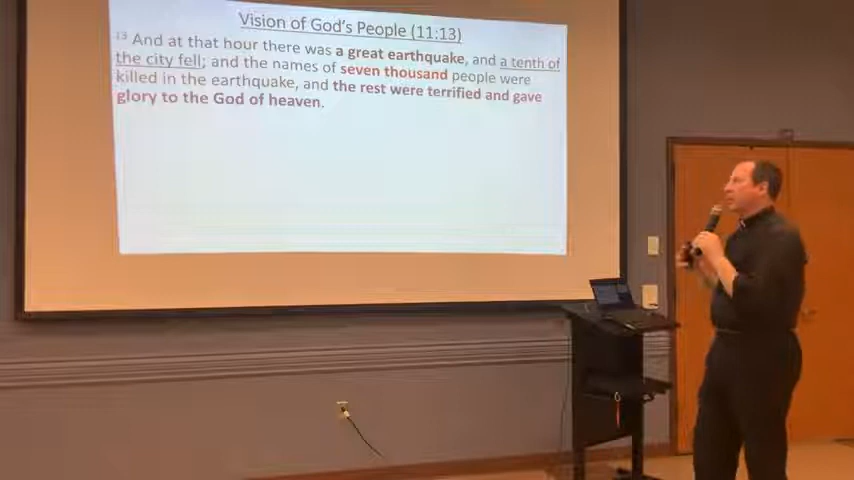 Vision of God's People (11:13)
13 And at that hour there was a great earthquake, and a tenth of
the city fell; and the names of seven thousand people were
killed in the earthquake, and the rest were terrified and gave
glory to the God of heaven.